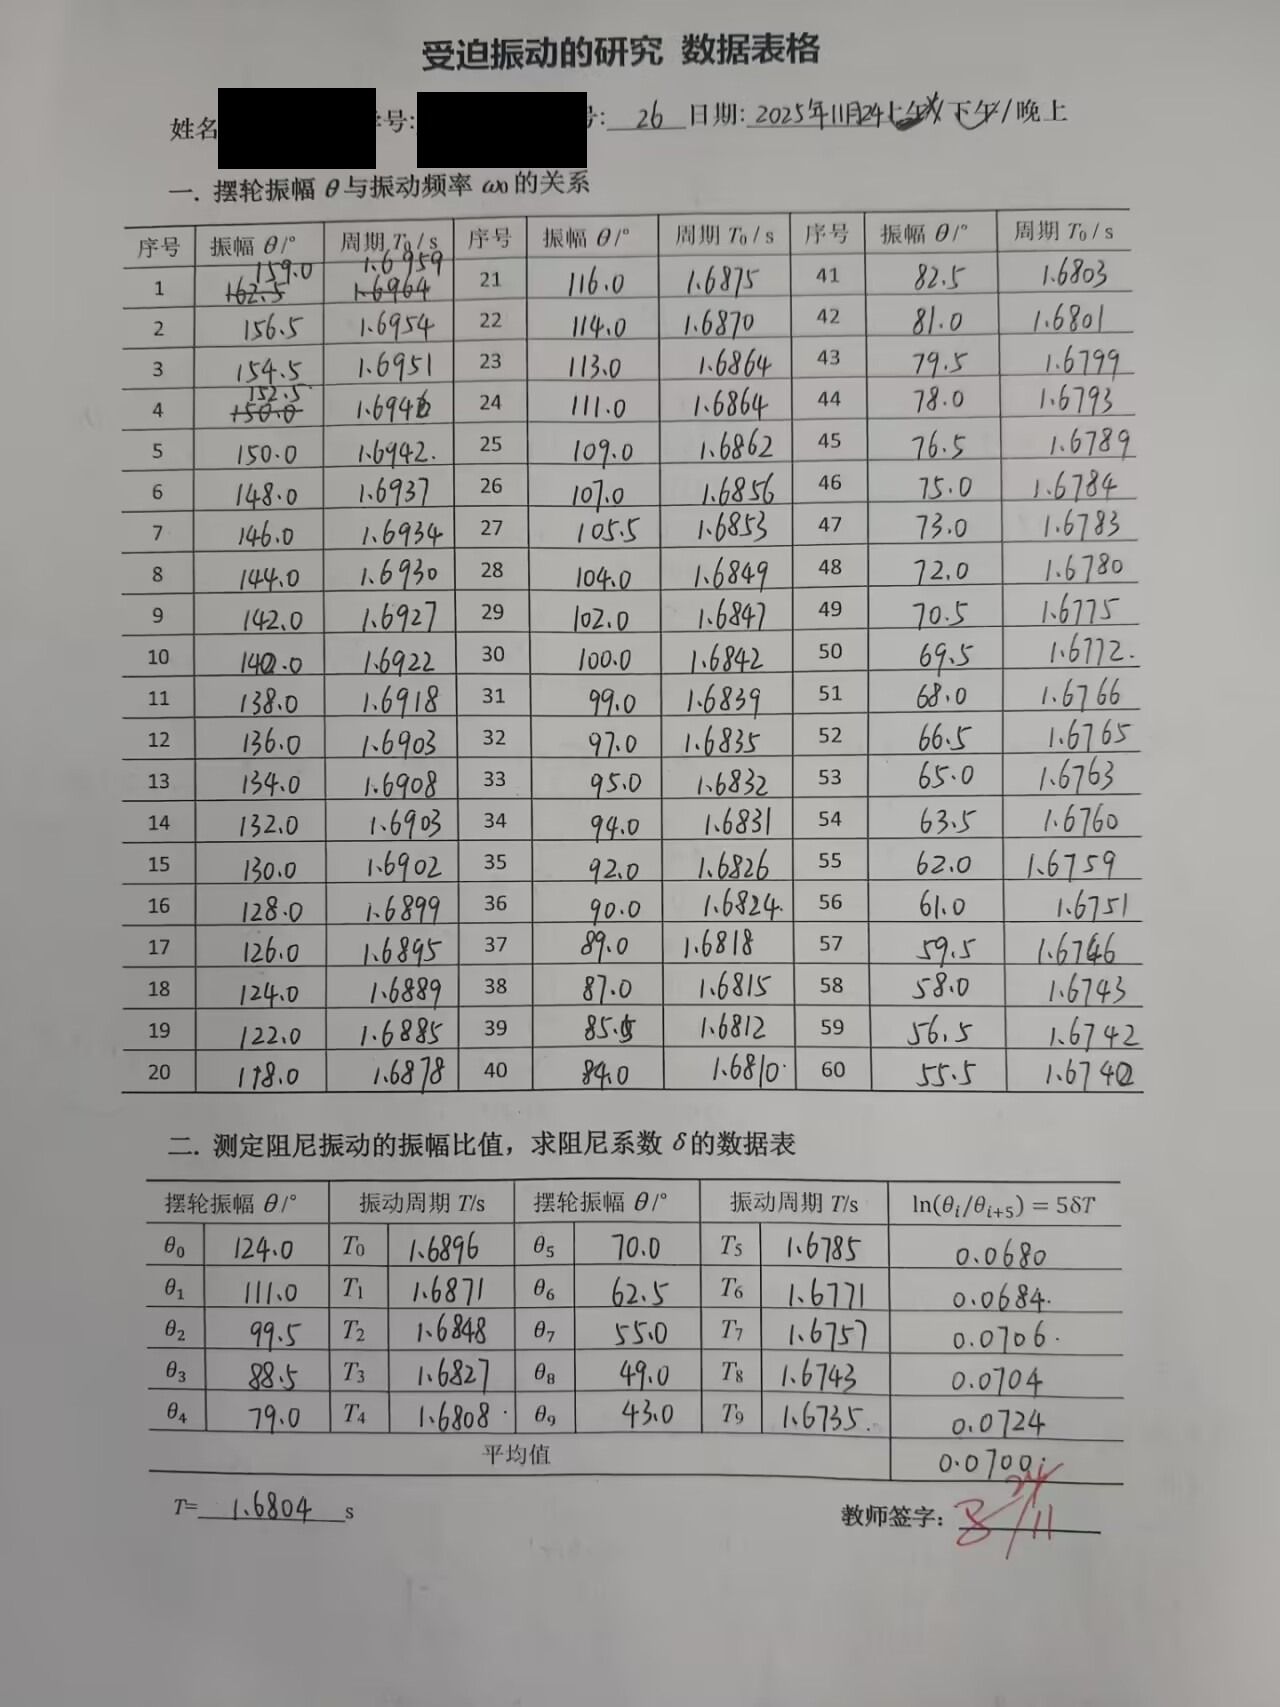 受迫振动的研究 数据表格
姓名 号: 号: 26 日期: 2025年11月24 上午/下午/晚上
一. 摆轮振幅 θ 与振动频率 ω₀ 的关系
序号 振幅 θ/° 周期 T₀ / s 序号 振幅 θ/° 周期 T₀ / s 序号 振幅 θ/° 周期 T₀ / s
159.0 1.6959
1 162.5 1.6964 21 116.0 1.6875 41 82.5 1.6803
2 156.5 1.6954 22 114.0 1.6870 42 81.0 1.6801
3 154.5 1.6951 23 113.0 1.6864 43 79.5 1.6799
152.5
4 150.0 1.6946 24 111.0 1.6864 44 78.0 1.6793
5 150.0 1.6942. 25 109.0 1.6862 45 76.5 1.6789
6 148.0 1.6937 26 107.0 1.6856 46 75.0 1.6784
7 146.0 1.6934 27 105.5 1.6853 47 73.0 1.6783
8 144.0 1.6930 28 104.0 1.6849 48 72.0 1.6780
9 142.0 1.6927 29 102.0 1.6847 49 70.5 1.6775
10 140.0 1.6922 30 100.0 1.6842 50 69.5 1.6772.
11 138.0 1.6918 31 99.0 1.6839 51 68.0 1.6766
12 136.0 1.6903 32 97.0 1.6835 52 66.5 1.6765
13 134.0 1.6908 33 95.0 1.6832 53 65.0 1.6763
14 132.0 1.6903 34 94.0 1.6831 54 63.5 1.6760
15 130.0 1.6902 35 92.0 1.6826 55 62.0 1.6759
16 128.0 1.6899 36 90.0 1.6824. 56 61.0 1.6751
17 126.0 1.6895 37 89.0 1.6818 57 59.5 1.6746
18 124.0 1.6889 38 87.0 1.6815 58 58.0 1.6743
19 122.0 1.6885 39 85.5 1.6812 59 56.5 1.6742
20 118.0 1.6878 40 84.0 1.6810. 60 55.5 1.6740
二. 测定阻尼振动的振幅比值，求阻尼系数 δ 的数据表
摆轮振幅 θ/° 振动周期 T/s 摆轮振幅 θ/° 振动周期 T/s ln(θᵢ/θᵢ₊₅) = 5δT
θ₀ 124.0 T₀ 1.6896 θ₅ 70.0 T₅ 1.6785 0.0680
θ₁ 111.0 T₁ 1.6871 θ₆ 62.5 T₆ 1.6771 0.0684.
θ₂ 99.5 T₂ 1.6848 θ₇ 55.0 T₇ 1.6757 0.0706.
θ₃ 88.5 T₃ 1.6827 θ₈ 49.0 T₈ 1.6743 0.0704
θ₄ 79.0 T₄ 1.6808. θ₉ 43.0 T₉ 1.6735. 0.0724
平均值 0.0700.
T= 1.6804 s 教师签字: